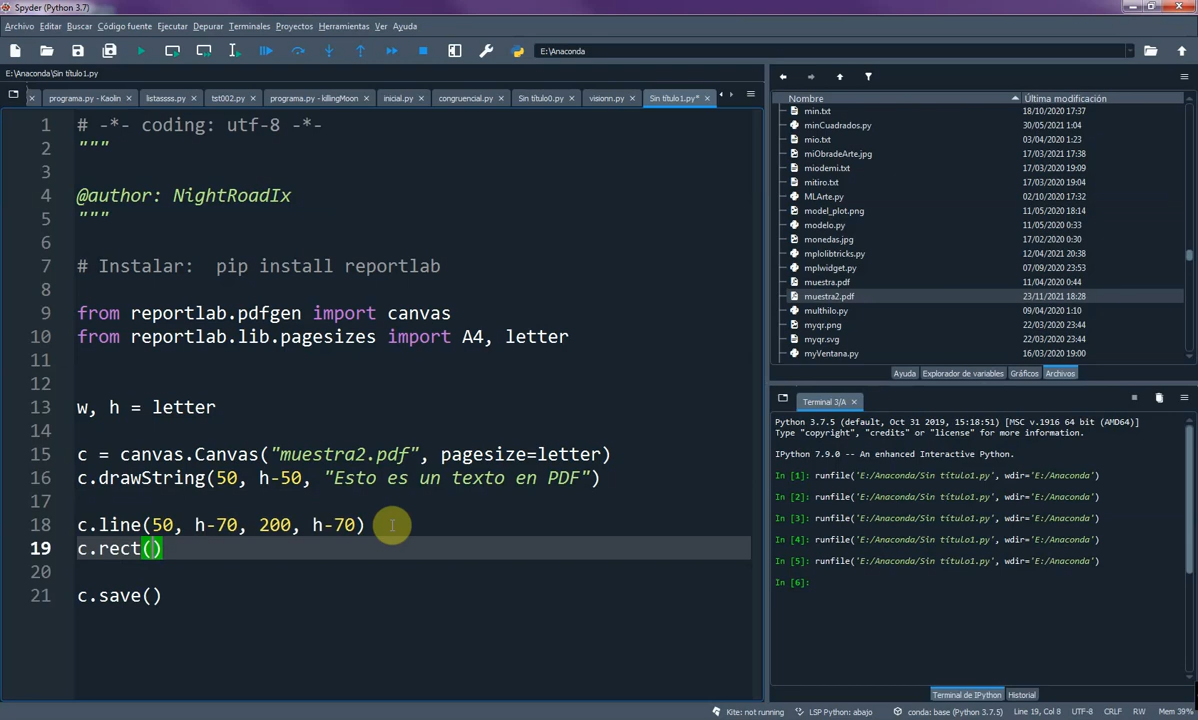 Spyder (Python 3.7)
Archivo Editar Buscar Código fuente Ejecutar Depurar Terminales Proyectos Herramientas Ver Ayuda
E:\Anaconda
E:\Anaconda\Sin título1.py
programa.py - Kaolin listassss.py tst002.py programa.py - killingMoon inicial.py congruencial.py Sin título0.py visionn.py Sin título1.py*
1 # -*- coding: utf-8 -*-
2 """
3
4 @author: NightRoadIx
5 """
6
7 # Instalar:  pip install reportlab
8
9 from reportlab.pdfgen import canvas
10 from reportlab.lib.pagesizes import A4, letter
11
12
13 w, h = letter
14
15 c = canvas.Canvas("muestra2.pdf", pagesize=letter)
16 c.drawString(50, h-50, "Esto es un texto en PDF")
17
18 c.line(50, h-70, 200, h-70)
19 c.rect()
20
21 c.save()
Nombre Última modificación
min.txt 18/10/2020 17:37
minCuadrados.py 30/05/2021 1:04
mio.txt 03/04/2020 1:10
miObradeArte.jpg 17/03/2021 17:38
miodemi.txt 17/03/2020 19:09
mitiro.txt 17/03/2020 19:04
MLArte.py 02/10/2020 17:32
model_plot.png 11/05/2020 18:14
modelo.py 11/05/2020 0:33
monedas.jpg 17/02/2020 0:30
mplolibtricks.py 12/04/2021 20:38
mplwidget.py 07/09/2020 23:53
muestra.pdf 11/04/2020 0:44
muestra2.pdf 23/11/2021 18:28
multhilo.py 09/04/2020 1:10
myqr.png 22/03/2020 23:44
myqr.svg 22/03/2020 23:44
myVentana.py 16/03/2020 19:00
Ayuda Explorador de variables Gráficos Archivos
Terminal 3/A
Python 3.7.5 (default, Oct 31 2019, 15:18:51) [MSC v.1916 64 bit (AMD64)]
Type "copyright", "credits" or "license" for more information.
IPython 7.9.0 -- An enhanced Interactive Python.
In [1]: runfile('E:/Anaconda/Sin título1.py', wdir='E:/Anaconda')
In [2]: runfile('E:/Anaconda/Sin título1.py', wdir='E:/Anaconda')
In [3]: runfile('E:/Anaconda/Sin título1.py', wdir='E:/Anaconda')
In [4]: runfile('E:/Anaconda/Sin título1.py', wdir='E:/Anaconda')
In [5]: runfile('E:/Anaconda/Sin título1.py', wdir='E:/Anaconda')
In [6]:
Terminal de IPython Historial
Kite: not running LSP Python: abajo conda: base (Python 3.7.5) Line 19, Col 8 UTF-8 CRLF RW Mem 39%